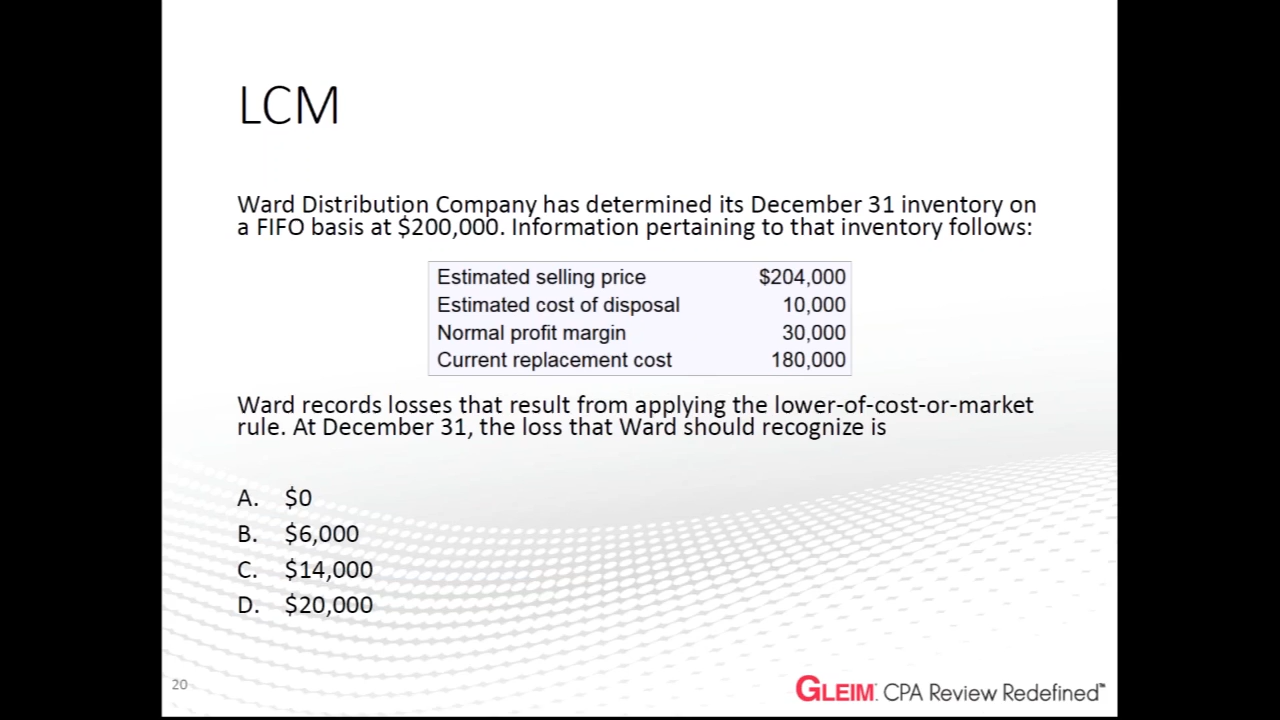 LCM
Ward Distribution Company has determined its December 31 inventory on
a FIFO basis at $200,000. Information pertaining to that inventory follows:
Estimated selling price $204,000
Estimated cost of disposal 10,000
Normal profit margin 30,000
Current replacement cost 180,000
Ward records losses that result from applying the lower-of-cost-or-market
rule. At December 31, the loss that Ward should recognize is
A. $0
B. $6,000
C. $14,000
D. $20,000
20
GLEIM. CPA Review Redefined™